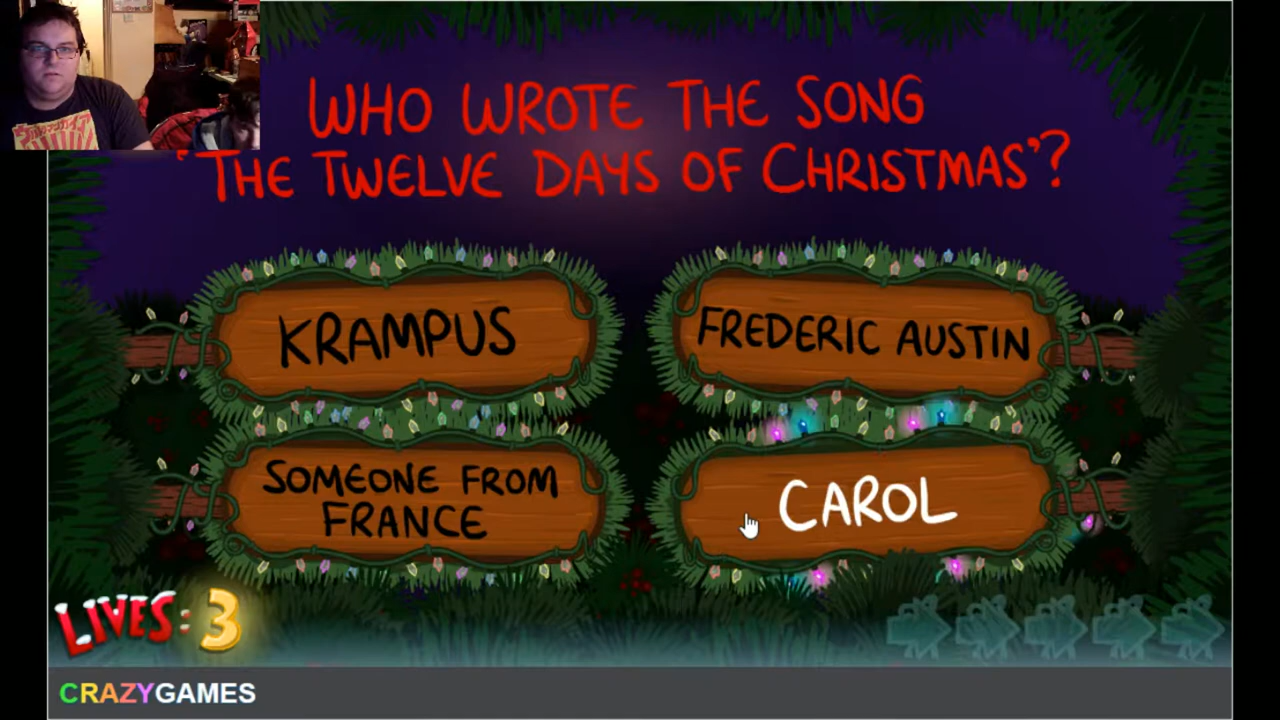 WHO WROTE THE SONG
'THE TWELVE DAYS OF CHRISTMAS'?
KRAMPUS
FREDERIC AUSTIN
SOMEONE FROM
FRANCE
CAROL
LIVES: 3
CRAZYGAMES